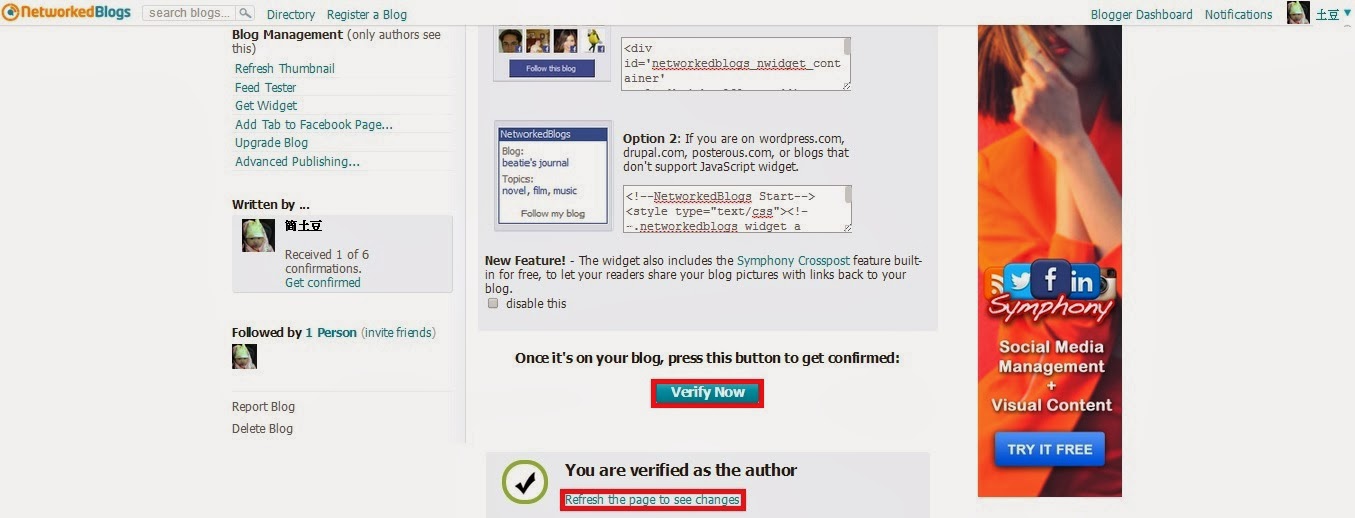 NetworkedBlogs
search blogs...
Directory
Register a Blog
Blogger Dashboard
Notifications
土豆
Blog Management (only authors see
this)
Refresh Thumbnail
Feed Tester
Get Widget
Add Tab to Facebook Page...
Upgrade Blog
Advanced Publishing...
Written by ...
簡土豆
Received 1 of 6
confirmations.
Get confirmed
Followed by 1 Person (invite friends)
Report Blog
Delete Blog
Follow this blog
<div
id='networkedblogs_nwidget_cont
ainer'
NetworkedBlogs
Blog:
beatie's journal
Topics:
novel, film, music
Follow my blog
Option 2: If you are on wordpress.com,
drupal.com, posterous.com, or blogs that
don't support JavaScript widget.
<!--NetworkedBlogs Start-->
<style type="text/css"><!-
-.networkedblogs_widget a
New Feature! - The widget also includes the Symphony Crosspost feature built-
in for free, to let your readers share your blog pictures with links back to your
blog.
disable this
Once it's on your blog, press this button to get confirmed:
Verify Now
You are verified as the author
Refresh the page to see changes
f
in
Symphony
Social Media
Management
+
Visual Content
TRY IT FREE